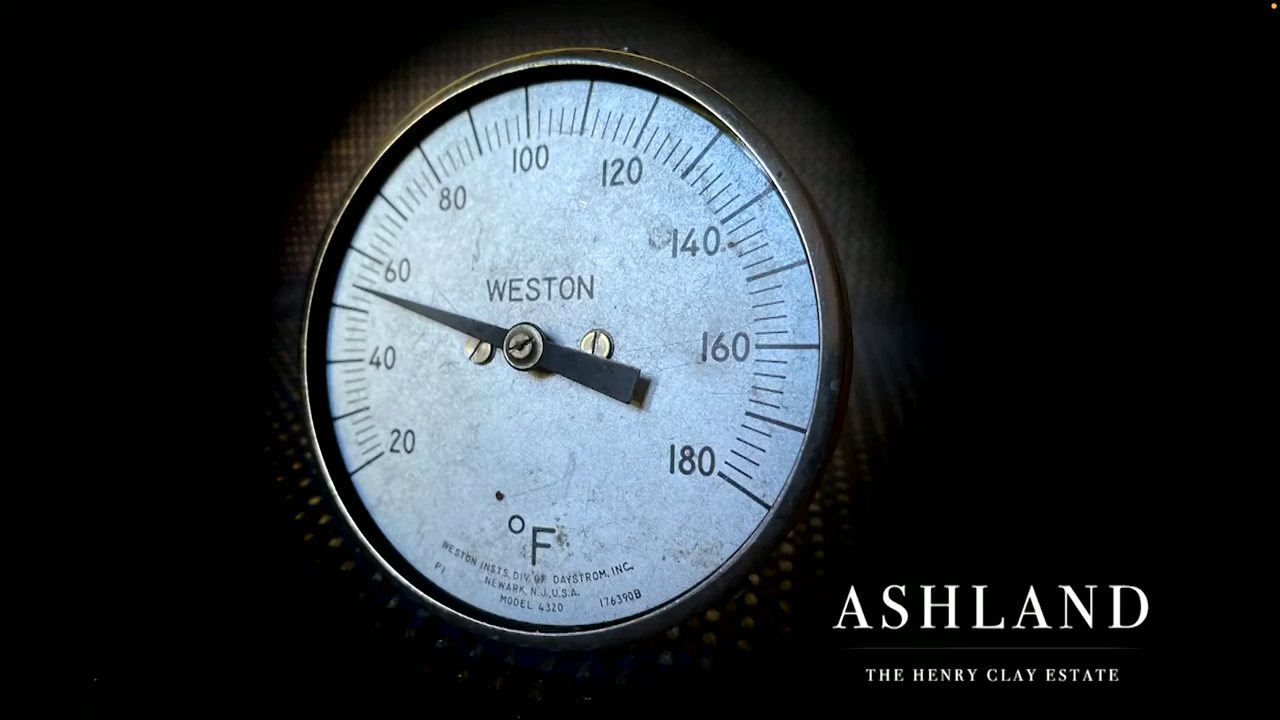 100
120
80
140
60
WESTON
160
40
20
180
°F
WESTON INSTS. DIV. OF DAYSTROM, INC.
NEWARK, N.J., U.S.A.
P1
MODEL 4320
176390B
ASHLAND
THE HENRY CLAY ESTATE